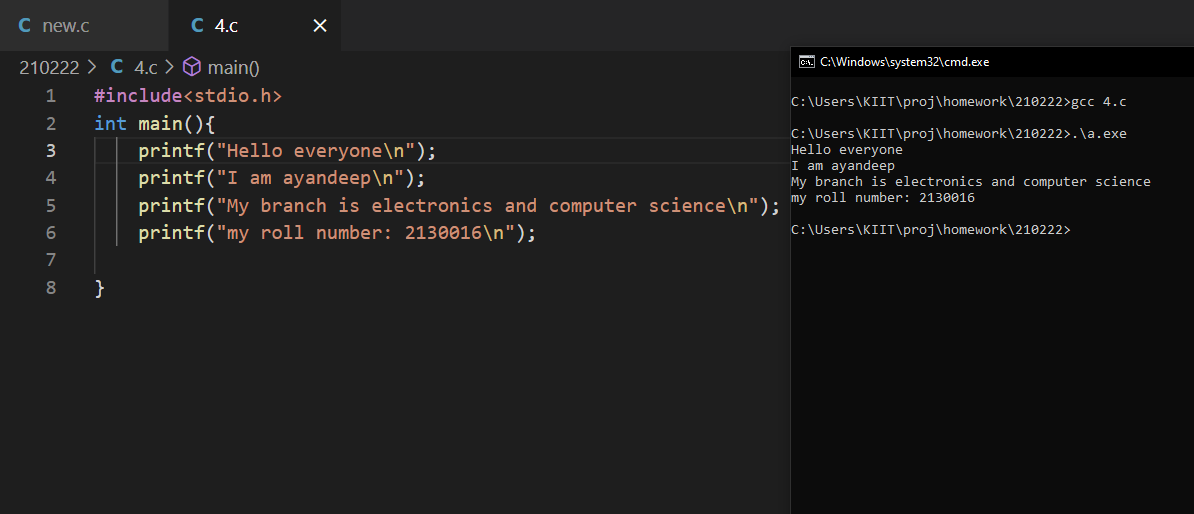 C new.c
C 4.c ×
210222 > C 4.c > main()
1 #include<stdio.h>
2 int main(){
3     printf("Hello everyone\n");
4     printf("I am ayandeep\n");
5     printf("My branch is electronics and computer science\n");
6     printf("my roll number: 2130016\n");
7
8 }
C:\Windows\system32\cmd.exe
C:\Users\KIIT\proj\homework\210222>gcc 4.c
C:\Users\KIIT\proj\homework\210222>.\a.exe
Hello everyone
I am ayandeep
My branch is electronics and computer science
my roll number: 2130016
C:\Users\KIIT\proj\homework\210222>